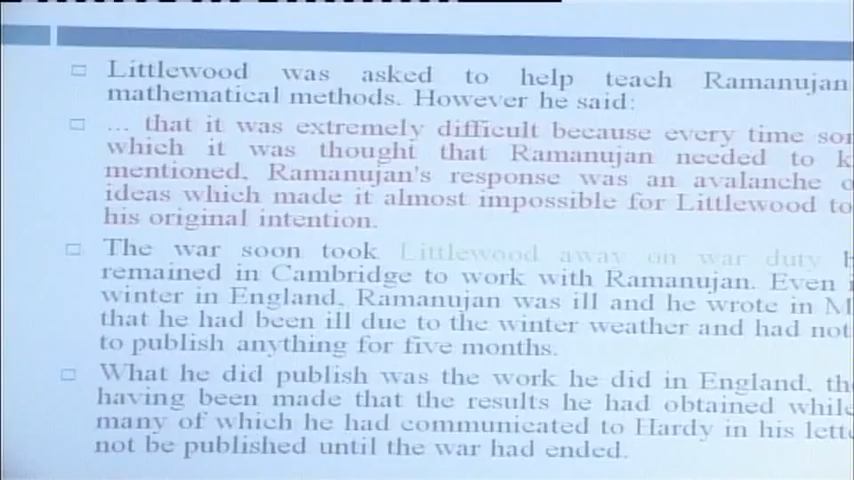 Littlewood was asked to help teach Ramanujan
mathematical methods. However he said:
... that it was extremely difficult because every time
which it was thought that Ramanujan needed to
mentioned, Ramanujan's response was an avalanche
ideas which made it almost impossible for Littlewood to
his original intention.
The war soon took Littlewood away on war duty
remained in Cambridge to work with Ramanujan. Even
winter in England, Ramanujan was ill and he wrote in
that he had been ill due to the winter weather and had not
to publish anything for five months.
What he did publish was the work he did in England,
having been made that the results he had obtained while
many of which he had communicated to Hardy in his
not be published until the war had ended.